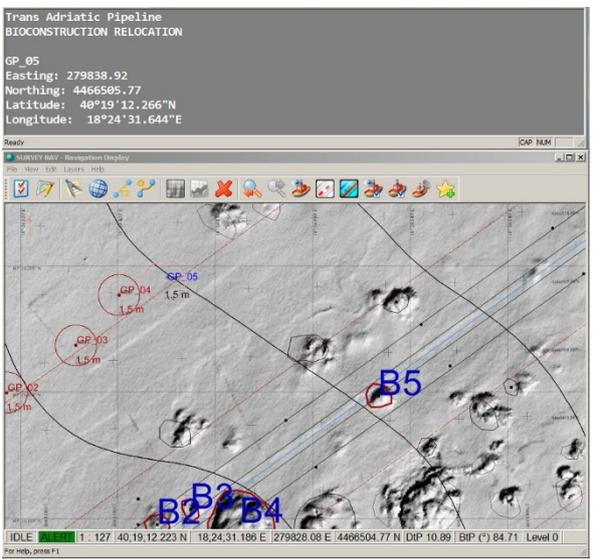 Trans Adriatic Pipeline
BIOCONSTRUCTION RELOCATION
GP_05
Easting: 279838.92
Northing: 4466505.77
Latitude: 40°19'12.266"N
Longitude: 18°24'31.644"E
Ready
CAP NUM
SURVEY NAV - Navigation Display
File View Edit Layers Help
GP_05
1,5 m
GP_04
1,5 m
GP_03
1,5 m
GP_02
1,5 m
B5
B3
B2
B4
IDLE ALERT 1 : 127 40,19,12.223 N 18,24,31.186 E 279828.08 E 4466504.77 N DtP 10.89 BtP (°) 84.71 Level 0
For Help, press F1